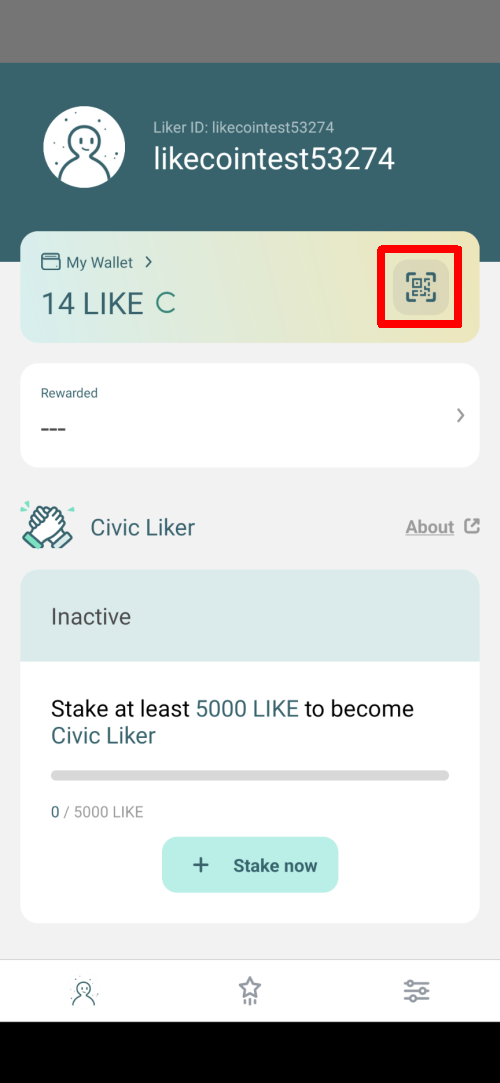 Liker ID: likecointest53274
likecointest53274
My Wallet
14 LIKE
Rewarded
---
Civic Liker
About
Inactive
Stake at least 5000 LIKE to become
Civic Liker
0 / 5000 LIKE
+ Stake now